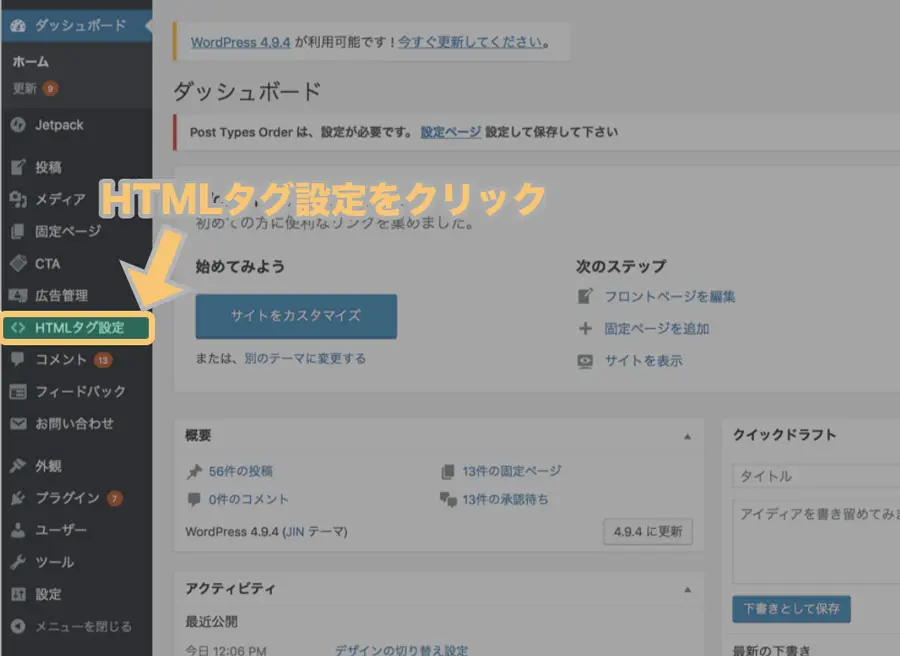 ダッシュボード
ホーム
更新 9
Jetpack
投稿
メディア
固定ページ
CTA
広告管理
HTMLタグ設定
コメント 13
フィードバック
お問い合わせ
外観
プラグイン 7
ユーザー
ツール
設定
メニューを閉じる
WordPress 4.9.4 が利用可能です ! 今すぐ更新してください。
ダッシュボード
Post Types Order は、設定が必要です。 設定ページ 設定して保存して下さい
HTMLタグ設定をクリック
初めての方に便利なリンクを集めました。
始めてみよう
サイトをカスタマイズ
または、別のテーマに変更する
次のステップ
フロントページを編集
固定ページを追加
サイトを表示
概要
56件の投稿
13件の固定ページ
0件のコメント
13件の承認待ち
WordPress 4.9.4 (JIN テーマ)
4.9.4 に更新
アクティビティ
最近公開
今日 12:06 PM デザインの切り替え設定
クイックドラフト
タイトル
アイディアを書き留めてみま
下書きとして保存
最新の下書き